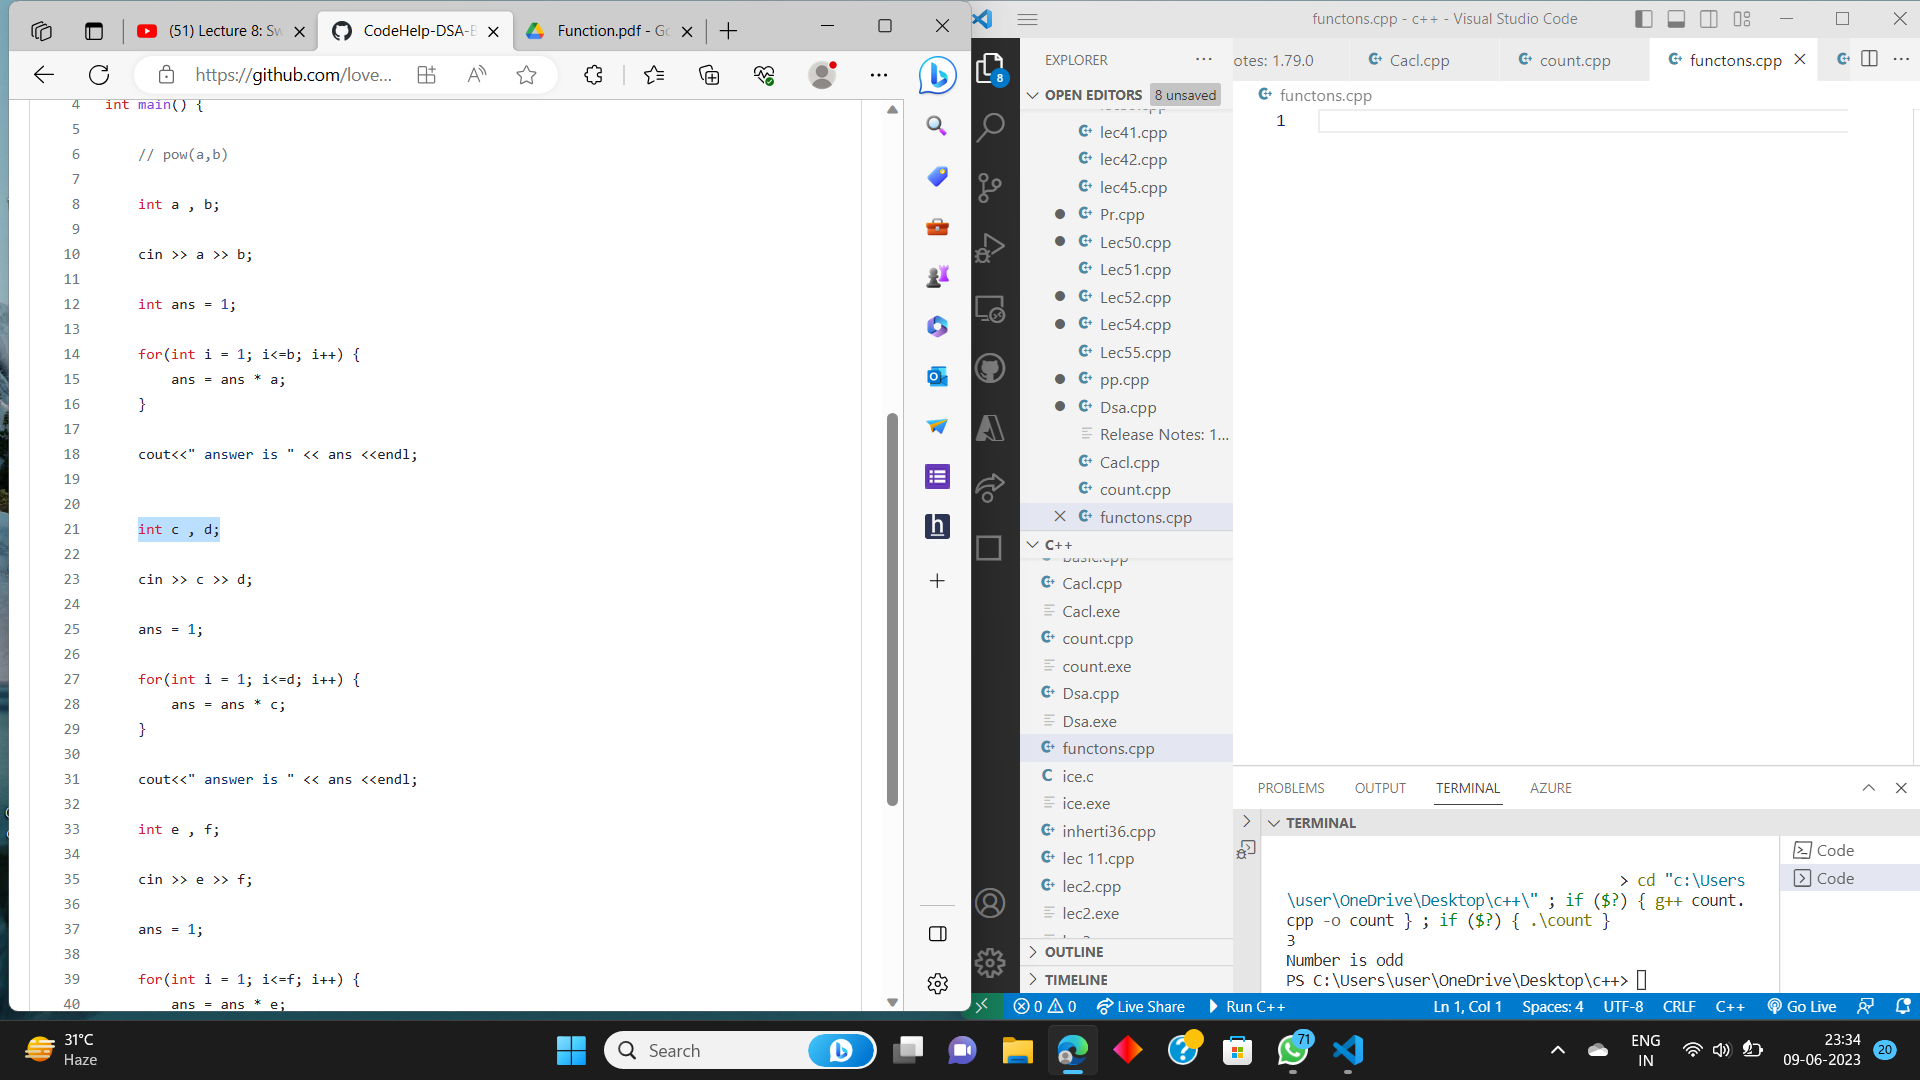 (51) Lecture 8: Sw
CodeHelp-DSA-B
Function.pdf - Go
https://github.com/love...
4 int main() {
5
6 // pow(a,b)
7
8 int a , b;
9
10 cin >> a >> b;
11
12 int ans = 1;
13
14 for(int i = 1; i<=b; i++) {
15 ans = ans * a;
16 }
17
18 cout<<" answer is " << ans <<endl;
19
20
21 int c , d;
22
23 cin >> c >> d;
24
25 ans = 1;
26
27 for(int i = 1; i<=d; i++) {
28 ans = ans * c;
29 }
30
31 cout<<" answer is " << ans <<endl;
32
33 int e , f;
34
35 cin >> e >> f;
36
37 ans = 1;
38
39 for(int i = 1; i<=f; i++) {
40 ans = ans * e;
functons.cpp - c++ - Visual Studio Code
8
EXPLORER
OPEN EDITORS 8 unsaved
lec41.cpp
lec42.cpp
lec45.cpp
Pr.cpp
Lec50.cpp
Lec51.cpp
Lec52.cpp
Lec54.cpp
Lec55.cpp
pp.cpp
Dsa.cpp
Release Notes: 1...
Cacl.cpp
count.cpp
functons.cpp
C++
basic.cpp
Cacl.cpp
Cacl.exe
count.cpp
count.exe
Dsa.cpp
Dsa.exe
functons.cpp
ice.c
ice.exe
inherti36.cpp
lec 11.cpp
lec2.cpp
lec2.exe
OUTLINE
TIMELINE
otes: 1.79.0
Cacl.cpp
count.cpp
functons.cpp
functons.cpp
1
PROBLEMS OUTPUT TERMINAL AZURE
TERMINAL
> cd "c:\Users
\user\OneDrive\Desktop\c++\" ; if ($?) { g++ count.
cpp -o count } ; if ($?) { .\count }
3
Number is odd
PS C:\Users\user\OneDrive\Desktop\c++>
Code
Code
0 0 Live Share Run C++
Ln 1, Col 1 Spaces: 4 UTF-8 CRLF C++ Go Live
31°C
Haze
Search
71
ENG
IN
23:34
09-06-2023
20